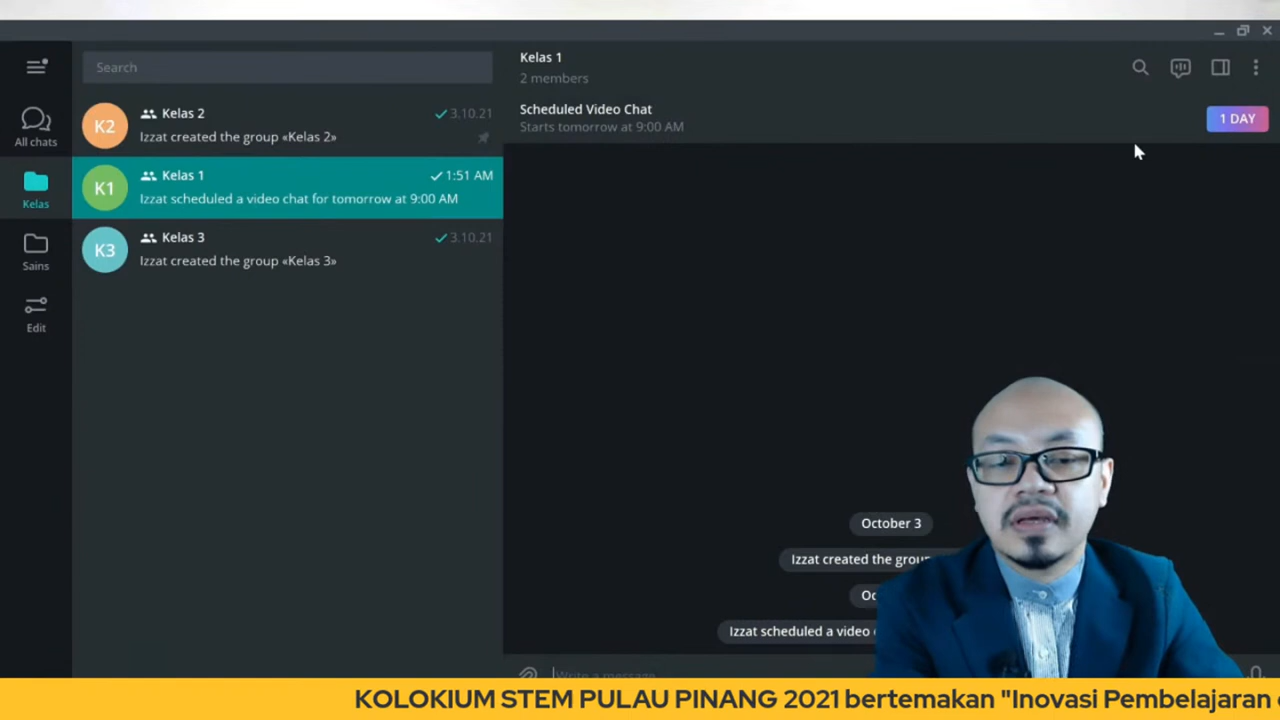 Search
All chats
Kelas
Sains
Edit
K2
Kelas 2
3.10.21
Izzat created the group «Kelas 2»
K1
Kelas 1
1:51 AM
Izzat scheduled a video chat for tomorrow at 9:00 AM
K3
Kelas 3
3.10.21
Izzat created the group «Kelas 3»
Kelas 1
2 members
Scheduled Video Chat
Starts tomorrow at 9:00 AM
1 DAY
October 3
Izzat created the group
Izzat scheduled a video
Write a message...
KOLOKIUM STEM PULAU PINANG 2021 bertemakan "Inovasi Pembelajaran